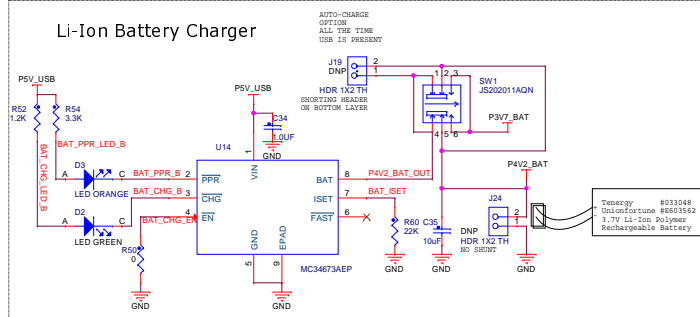 Li-Ion Battery Charger
AUTO-CHARGE
OPTION
ALL THE TIME
USB IS PRESENT
J19
DNP
2
1
HDR 1X2 TH
SHORTING HEADER
ON BOTTOM LAYER
1 2 3
SW1
JS202011AQN
4 5 6
P3V7_BAT
P5V_USB
R52
1.2K
R54
3.3K
P5V_USB
C34
1.0UF
GND
BAT_PPR_LED_B
BAT_CHG_LED_B
U14
1
VIN
D3
A
C
LED ORANGE
BAT_PPR_B
2
PPR
BAT
8
P4V2_BAT_OUT
P4V2_BAT
BAT_CHG_B
3
CHG
ISET
7
BAT_ISET
D2
A
C
LED GREEN
BAT_CHG_EN
4
EN
FAST
6
R50
0
GND
GND
EPAD
5
9
MC34673AEP
GND
GND
R60
22K
GND
C35
10uF
GND
J24
DNP
2
1
HDR 1X2 TH
NO SHUNT
GND
+
-
Tenergy #033048
Unionfortune #E603562
3.7V Li-Ion Polymer
Rechargeable Battery